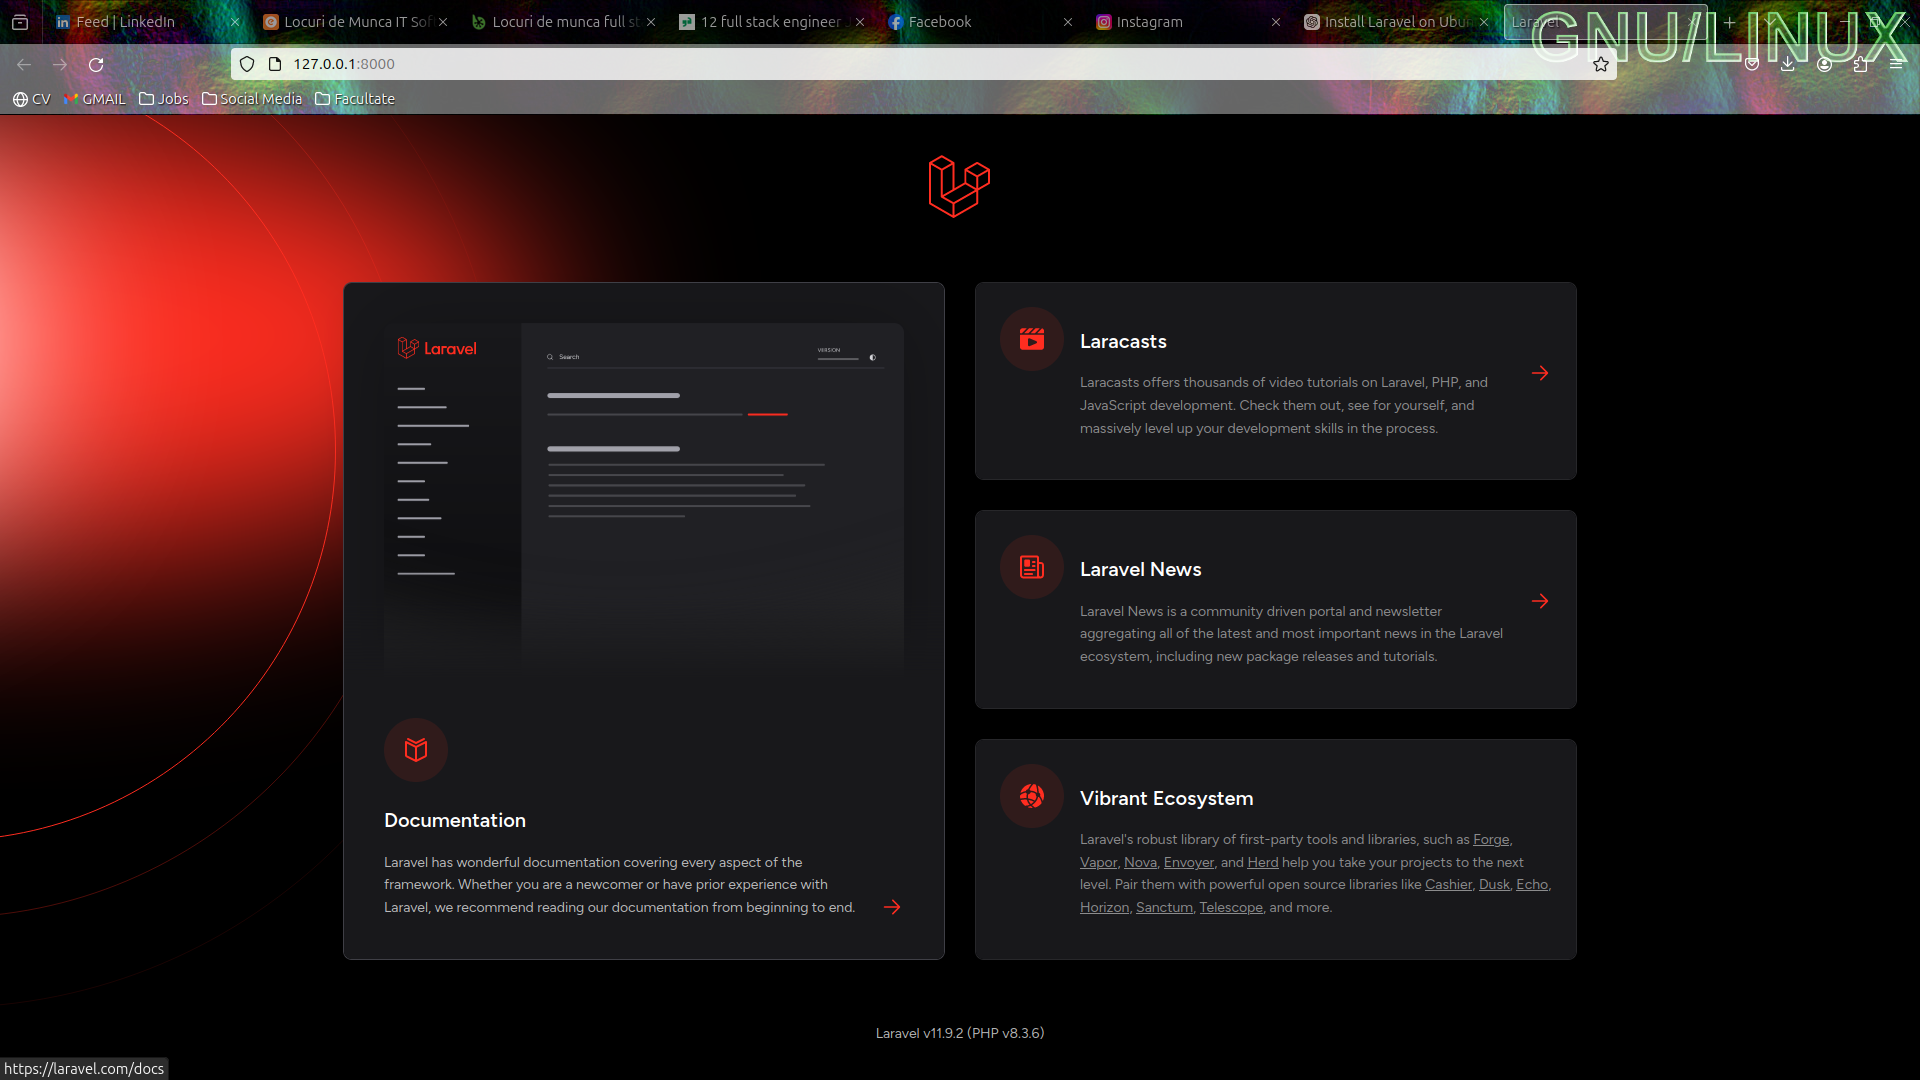 Feed | LinkedIn
Locuri de Munca IT Sof
Locuri de munca full st
12 full stack engineer J
Facebook
Instagram
Install Laravel on Ubun
Laravel
GNU/LINUX
127.0.0.1:8000
CV
GMAIL
Jobs
Social Media
Facultate
Laravel
Search
VERSION
Documentation
Laravel has wonderful documentation covering every aspect of the
framework. Whether you are a newcomer or have prior experience with
Laravel, we recommend reading our documentation from beginning to end.
Laracasts
Laracasts offers thousands of video tutorials on Laravel, PHP, and
JavaScript development. Check them out, see for yourself, and
massively level up your development skills in the process.
Laravel News
Laravel News is a community driven portal and newsletter
aggregating all of the latest and most important news in the Laravel
ecosystem, including new package releases and tutorials.
Vibrant Ecosystem
Laravel's robust library of first-party tools and libraries, such as Forge,
Vapor, Nova, Envoyer, and Herd help you take your projects to the next
level. Pair them with powerful open source libraries like Cashier, Dusk, Echo,
Horizon, Sanctum, Telescope, and more.
Laravel v11.9.2 (PHP v8.3.6)
https://laravel.com/docs